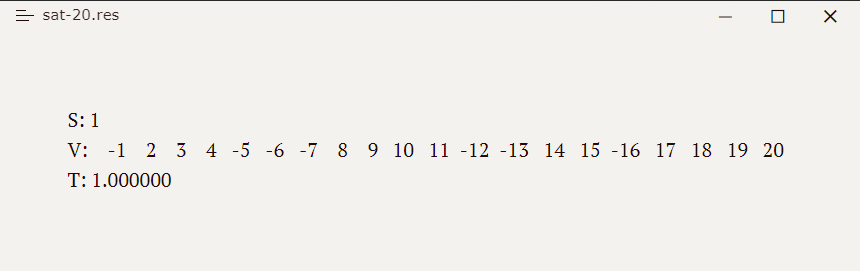 sat-20.res
S: 1
V: -1 2 3 4 -5 -6 -7 8 9 10 11 -12 -13 14 15 -16 17 18 19 20
T: 1.000000